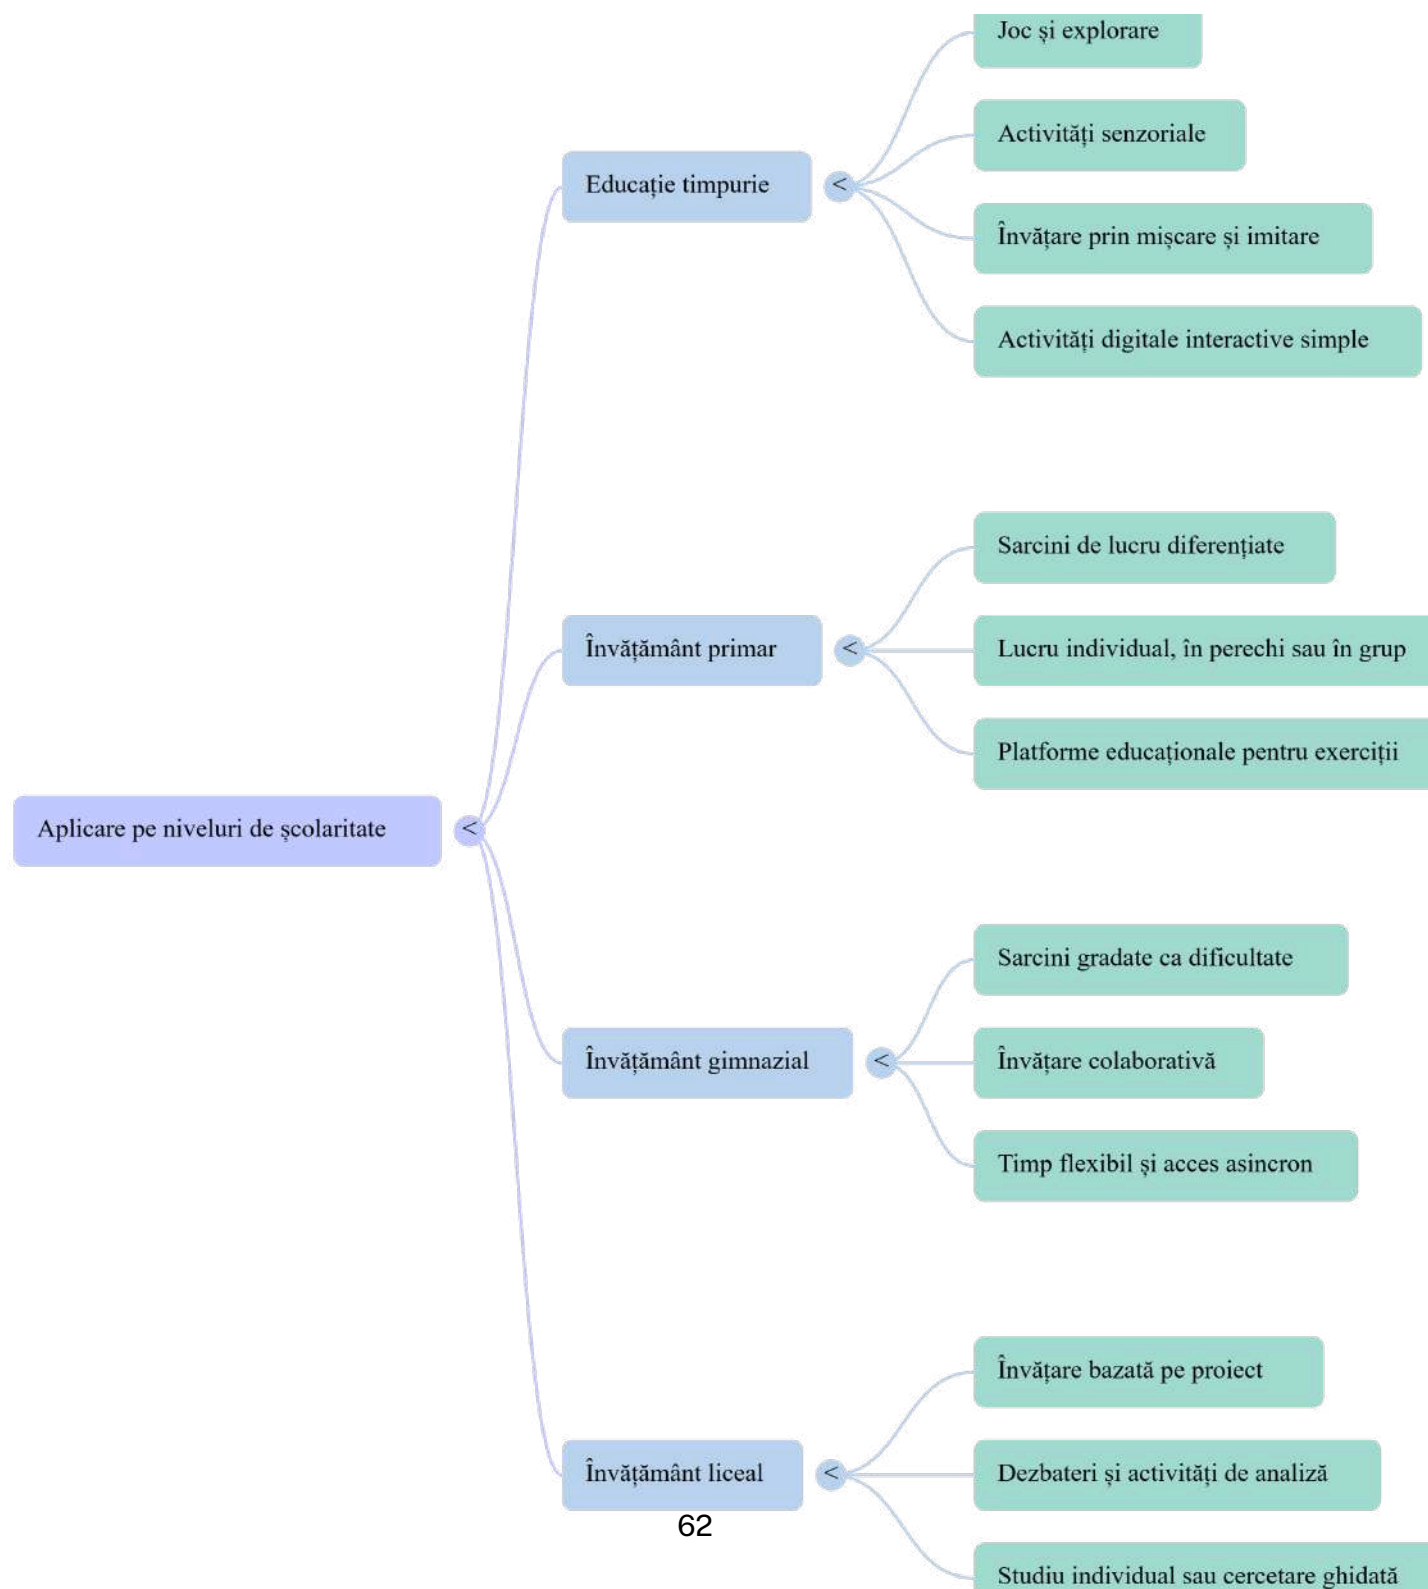 Aplicare pe niveluri de școlaritate
<
Educație timpurie
<
Joc și explorare
Activități senzoriale
Învățare prin mișcare și imitare
Activități digitale interactive simple
Învățământ primar
<
Sarcini de lucru diferențiate
Lucru individual, în perechi sau în grup
Platforme educaționale pentru exerciții
Învățământ gimnazial
<
Sarcini gradate ca dificultate
Învățare colaborativă
Timp flexibil și acces asincron
Învățământ liceal
<
Învățare bazată pe proiect
Dezbateri și activități de analiză
Studiu individual sau cercetare ghidată
62